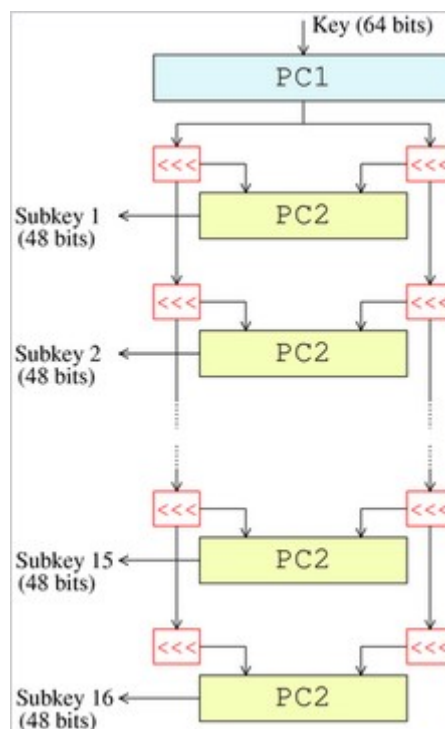 Key (64 bits)
PC1
<<< <<<
PC2
Subkey 1
(48 bits)
<<< <<<
PC2
Subkey 2
(48 bits)
<<< <<<
PC2
Subkey 15
(48 bits)
<<< <<<
PC2
Subkey 16
(48 bits)